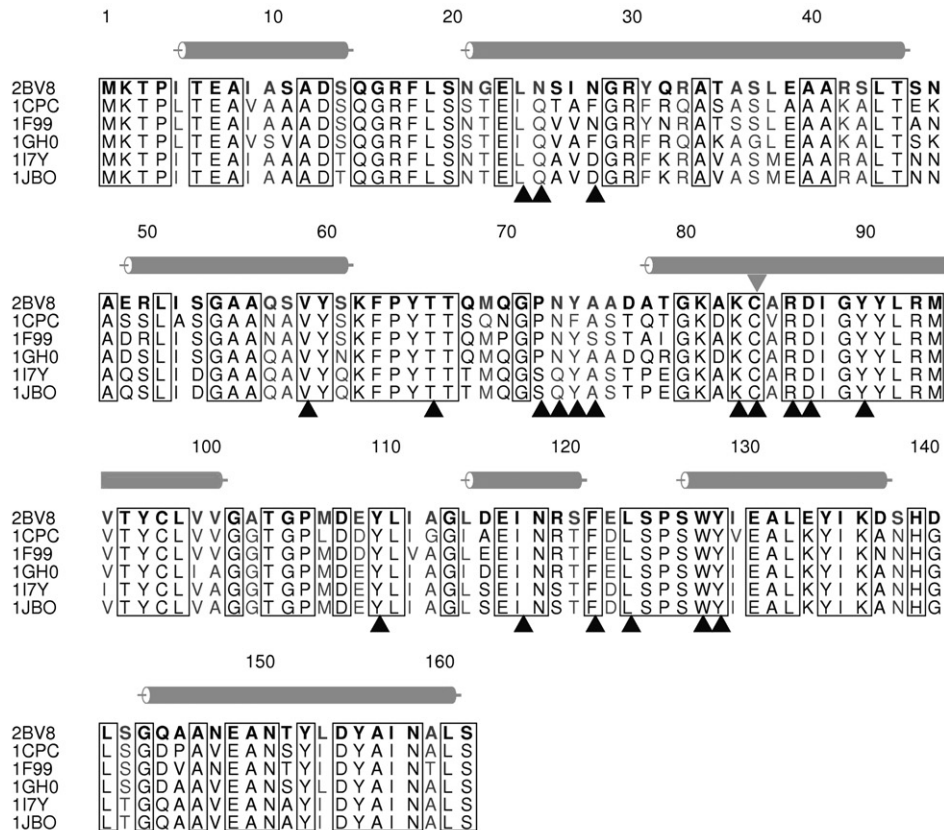 1 10 20 30 40
2BV8 MKTPITEAIASADSQGRFLSNGELNSINGRYQRATASLEAARSLTSN
1CPC MKTPLTEAVAAADSQGRFLSSTEIQTAFGRFRQASASLAAAKALTEK
1F99 MKTPLTEAIAAADSQGRFLSNTELQVVNGRYNRATSSLEAAKALTAN
1GH0 MKTPLTEAVSVADSQGRFLSSTEIQVAFGRFRQAKAGLEAAKALTSK
1I7Y MKTPITEAIAAADTQGRFLSNTELQAVDGRFKRAVASMEAARALTNN
1JBO MKTPITEAIAAADTQGRFLSNTELQAVDGRFKRAVASMEAARALTNN
50 60 70 80 90
2BV8 AERLISGAAQSVYSKFPYTTQMQGPNYAADATGKAKCARDIGYYLRM
1CPC ASSLASGAANAVYSKFPYTTSQNGPNFASTQTGKDKCVRDIGYYLRM
1F99 ADRLISGAANAVYSKFPYTTQMPGPNYSSTAIGKDKCARDIGYYLRM
1GH0 ADSLISGAAQAVYNKFPYTTQMQGPNYAADQRGKDKCARDIGYYLRM
1I7Y AQSLIDGAAQAVYQKFPYTTTMQGSQYASTPEGKAKCARDIGYYLRM
1JBO AQSLIDGAAQAVYQKFPYTTTMQGSQYASTPEGKAKCARDIGYYLRM
100 110 120 130 140
2BV8 VTYCLVVGATGPMDEYLIAGLDEINRSFELSPSWYIEALEYIKDSHD
1CPC VTYCLVVGGTGPLDDYLIGGIAEINRTFDLSPSWYVEALKYIKANHG
1F99 VTYCLVVGGTGPMDDYLVAGLEEINRTFELSPSWYIEALKYIKNNHG
1GH0 VTYCLIAGGTGPMDEYLIAGIDEINRTFELSPSWYIEALKYIKANHG
1I7Y ITYCLVAGGTGPMDEYLIAGLSEINSTFDLSPSWYIEALKYIKANHG
1JBO VTYCLVAGGTGPMDEYLIAGLSEINSTFDLSPSWYIEALKYIKANHG
150 160
2BV8 LSGQAANEANTYLDYAINALS
1CPC LSGDPAVEANSYIDYAINALS
1F99 LSGDVANEANTYIDYAINTLS
1GH0 LSGDAAVEANSYLDYAINALS
1I7Y LTGQAAVEANAYIDYAINALS
1JBO LTGQAAVEANAYIDYAINALS